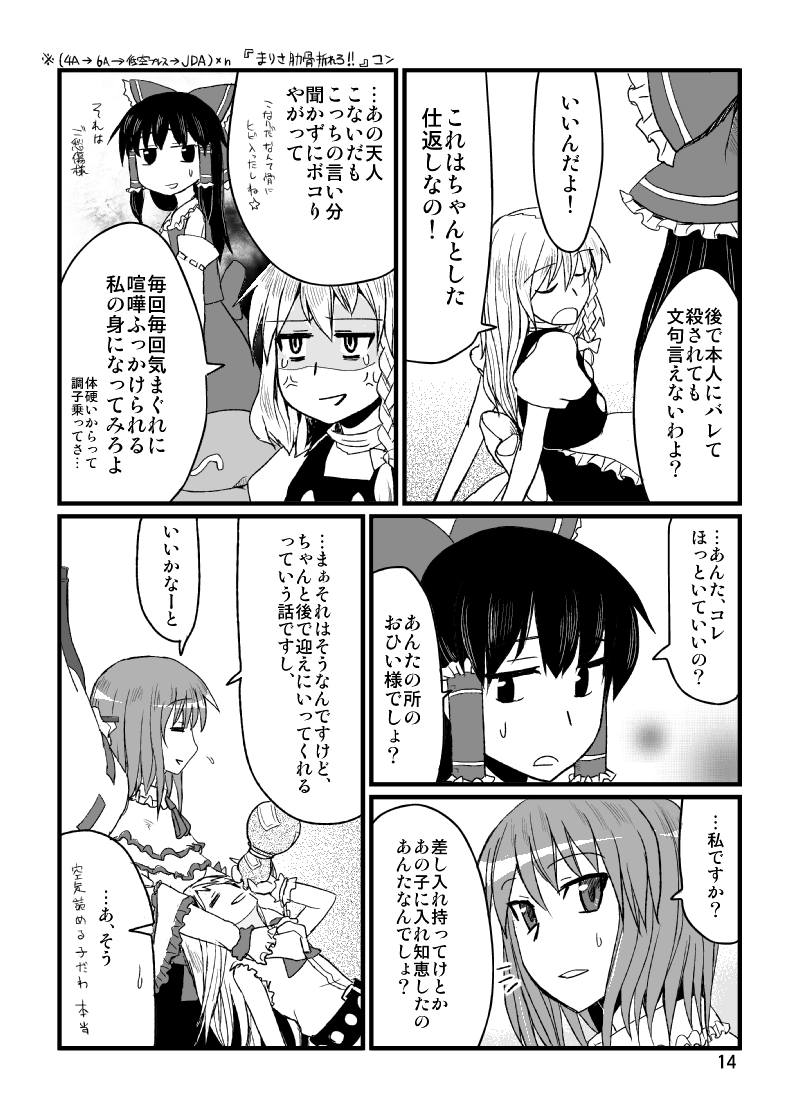 ※(4A→6A→低空プレス→JDA)×n 『まりさ肋骨折れろ!!』コン
いいんだよ！
これはちゃんとした
仕返しなの！
後で本人にバレて
殺されても
文句言えないわよ？
…あの天人
こないだも
こっちの言い分
聞かずにボコり
やがって
こないだなんて骨に
ヒビ入ったしね☆
それは
ご愁傷様
毎回毎回気まぐれに
喧嘩ふっかけられる
私の身になってみろよ
体硬いからって
調子乗ってさ…
…あんた、コレ
ほっといていいの？
あんたの所の
おひい様でしょ？
…私ですか？
差し入れ持ってけとか
あの子に入れ知恵したの
あんたなんでしょ？
…まぁそれはそうなんですけど、
ちゃんと後で迎えにいってくれる
っていう話ですし、
いいかなーと
…あ、そう
空気読める子だわ 本当
14